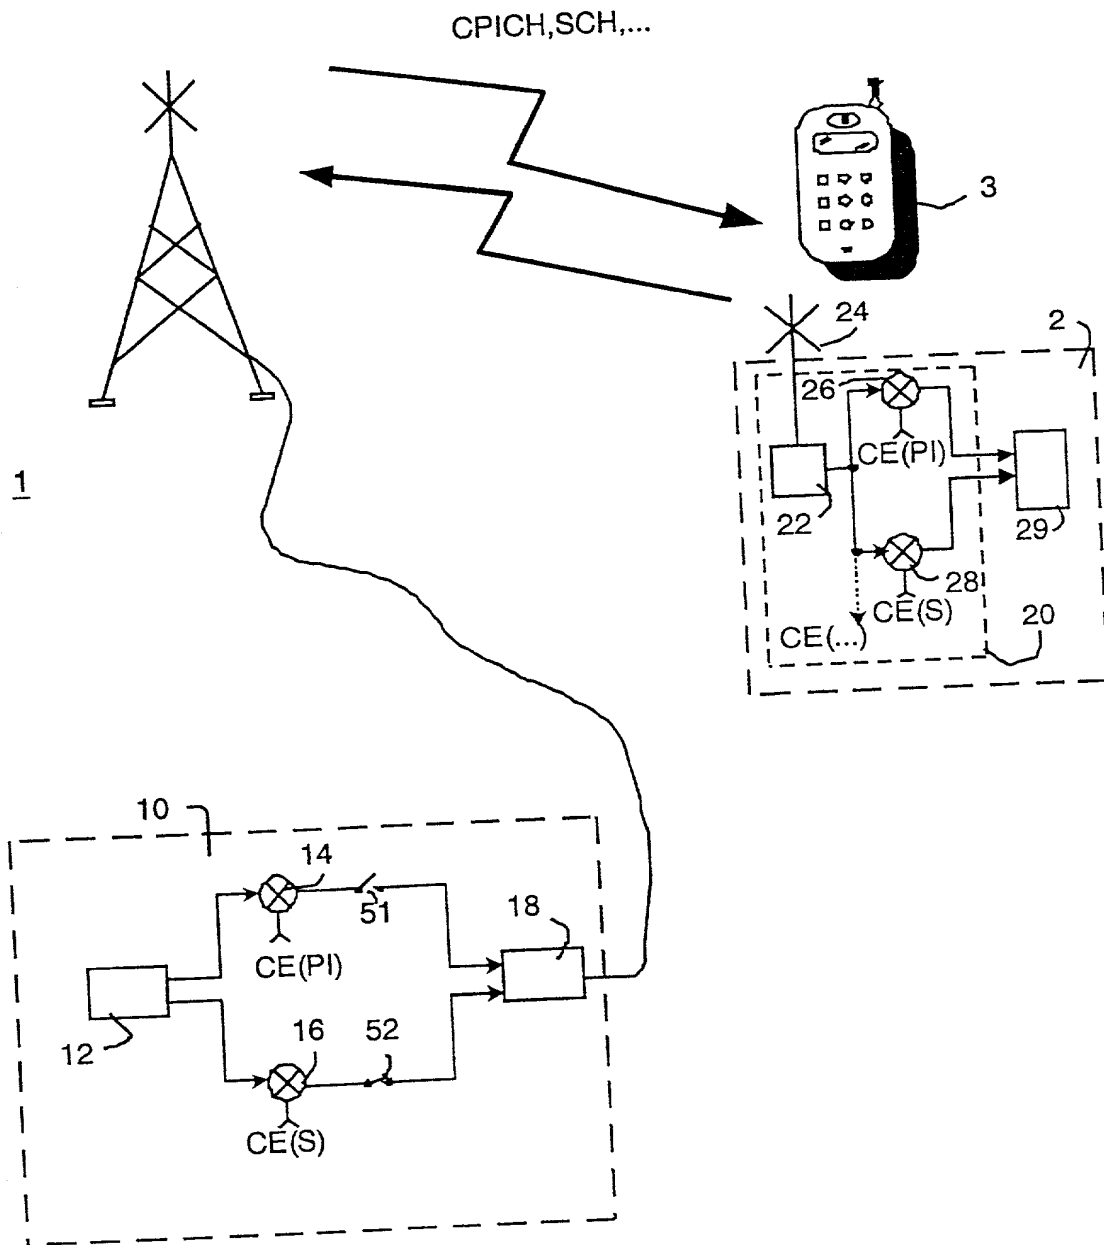 CPICH,SCH,...
3
24
2
26
CE(PI)
1
22
29
28
CE(S)
20
CE(...)
10
14
51
18
CE(PI)
12
16
52
CE(S)